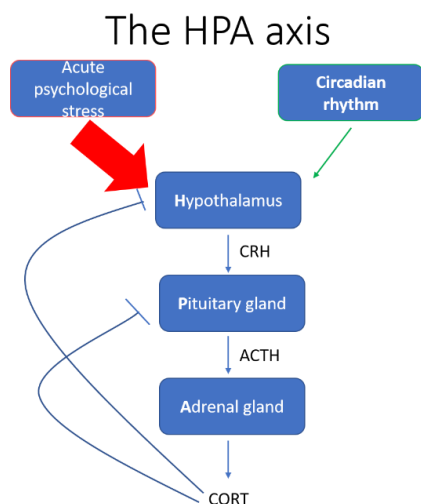 The HPA axis
Acute
psychological
stress
Circadian
rhythm
Hypothalamus
CRH
Pituitary gland
ACTH
Adrenal gland
CORT